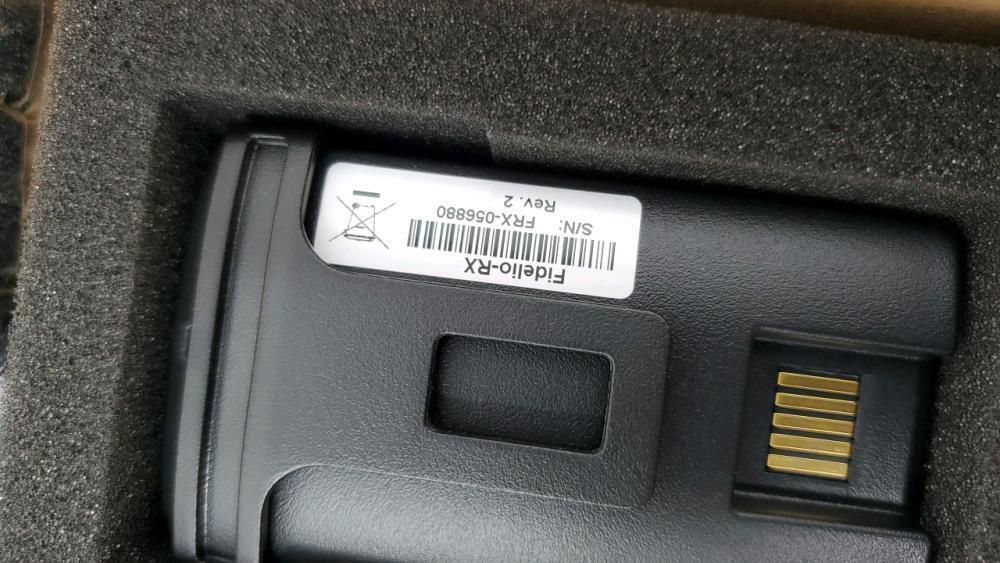 Fidelio-RX
S/N: FRX-056880
Rev. 2